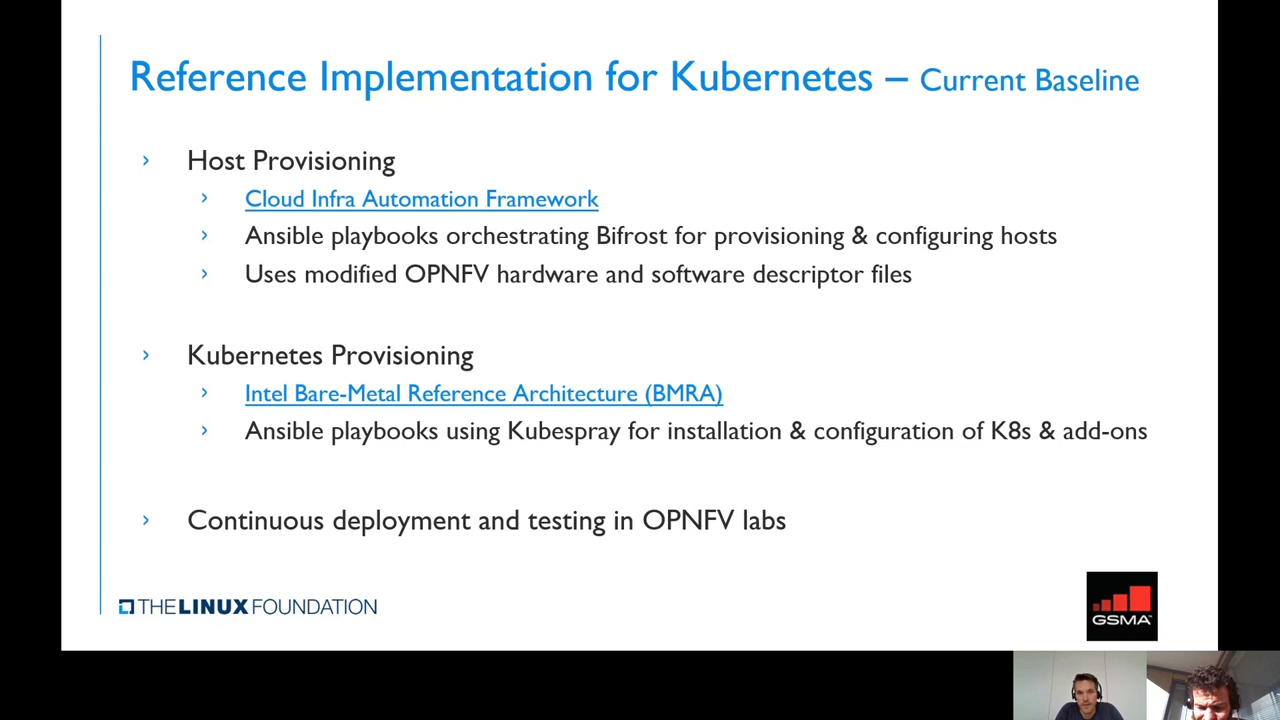 Reference Implementation for Kubernetes – Current Baseline
› Host Provisioning
› Cloud Infra Automation Framework
› Ansible playbooks orchestrating Bifrost for provisioning & configuring hosts
› Uses modified OPNFV hardware and software descriptor files
› Kubernetes Provisioning
› Intel Bare-Metal Reference Architecture (BMRA)
› Ansible playbooks using Kubespray for installation & configuration of K8s & add-ons
› Continuous deployment and testing in OPNFV labs
THE LINUX FOUNDATION
GSMA™